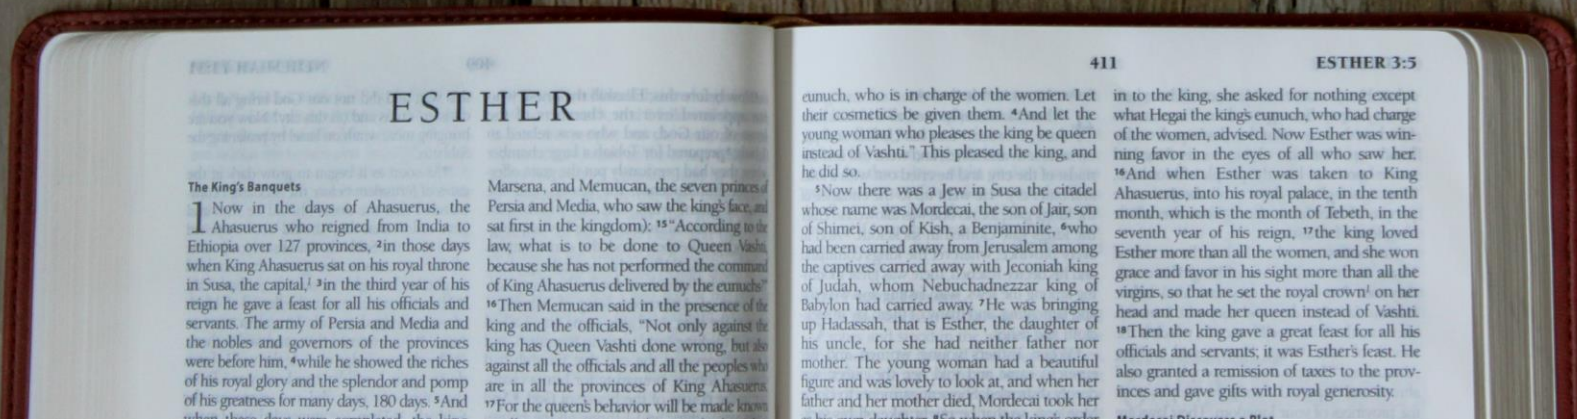 ESTHER
The King's Banquets
1 Now in the days of Ahasuerus, the
Ahasuerus who reigned from India to
Ethiopia over 127 provinces, ²in those days
when King Ahasuerus sat on his royal throne
in Susa, the capital,¹ ³in the third year of his
reign he gave a feast for all his officials and
servants. The army of Persia and Media and
the nobles and governors of the provinces
were before him, ⁴while he showed the riches
of his royal glory and the splendor and pomp
of his greatness for many days, 180 days. ⁵And
when these days were completed, the king
Marsena, and Memucan, the seven princes of
Persia and Media, who saw the king's face, and
sat first in the kingdom): ¹⁵"According to the
law, what is to be done to Queen Vashti,
because she has not performed the command
of King Ahasuerus delivered by the eunuchs?"
¹⁶Then Memucan said in the presence of the
king and the officials, "Not only against the
king has Queen Vashti done wrong, but also
against all the officials and all the peoples who
are in all the provinces of King Ahasuerus.
¹⁷For the queen's behavior will be made known
411
ESTHER 3:5
eunuch, who is in charge of the women. Let
their cosmetics be given them. ⁴And let the
young woman who pleases the king be queen
instead of Vashti." This pleased the king, and
he did so.
⁵Now there was a Jew in Susa the citadel
whose name was Mordecai, the son of Jair, son
of Shimei, son of Kish, a Benjaminite, ⁶who
had been carried away from Jerusalem among
the captives carried away with Jeconiah king
of Judah, whom Nebuchadnezzar king of
Babylon had carried away. ⁷He was bringing
up Hadassah, that is Esther, the daughter of
his uncle, for she had neither father nor
mother. The young woman had a beautiful
figure and was lovely to look at, and when her
father and her mother died, Mordecai took her
as his own daughter. ⁸So when the king's order
in to the king, she asked for nothing except
what Hegai the king's eunuch, who had charge
of the women, advised. Now Esther was win-
ning favor in the eyes of all who saw her.
¹⁶And when Esther was taken to King
Ahasuerus, into his royal palace, in the tenth
month, which is the month of Tebeth, in the
seventh year of his reign, ¹⁷the king loved
Esther more than all the women, and she won
grace and favor in his sight more than all the
virgins, so that he set the royal crown¹ on her
head and made her queen instead of Vashti.
¹⁸Then the king gave a great feast for all his
officials and servants; it was Esther's feast. He
also granted a remission of taxes to the prov-
inces and gave gifts with royal generosity.
Mordecai Discovers a Plot